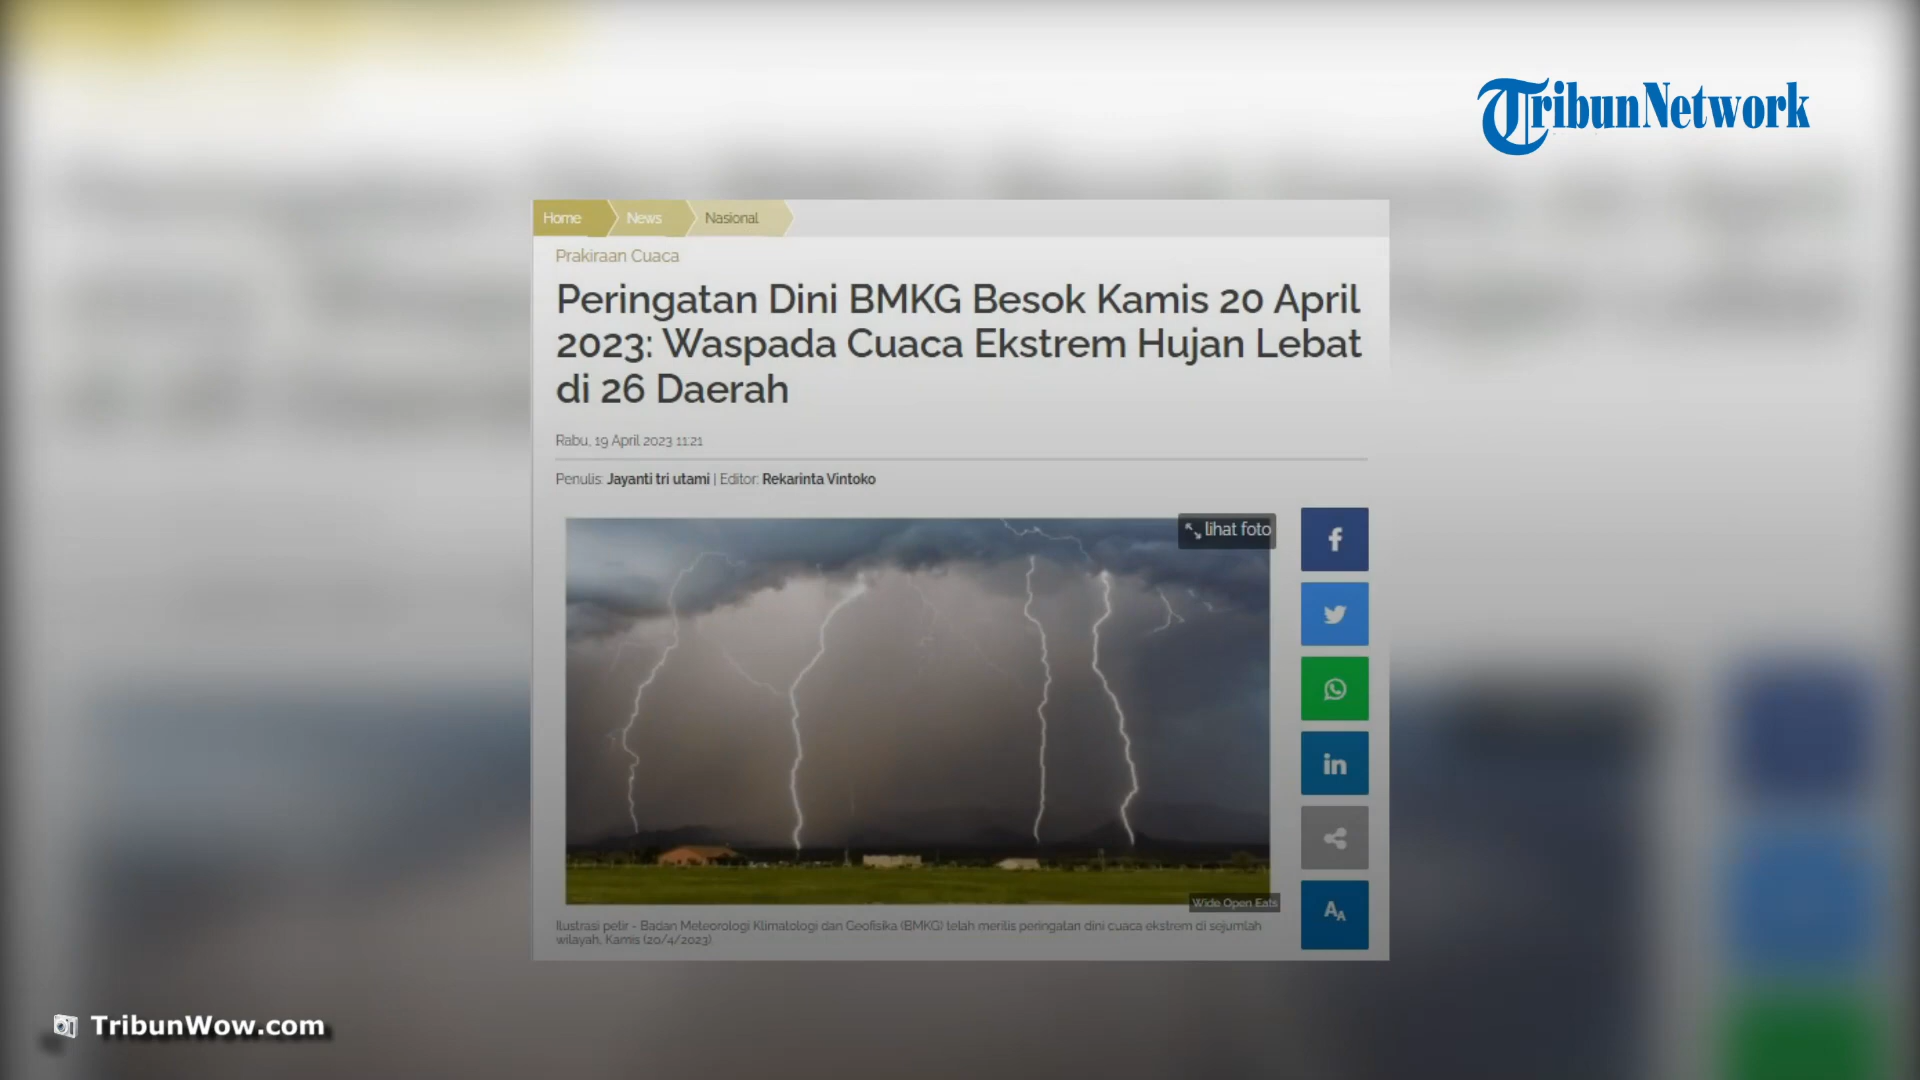 TribunNetwork
Home News Nasional
Prakiraan Cuaca
Peringatan Dini BMKG Besok Kamis 20 April
2023: Waspada Cuaca Ekstrem Hujan Lebat
di 26 Daerah
Rabu, 19 April 2023 11:21
Penulis: Jayanti tri utami | Editor: Rekarinta Vintoko
lihat foto
Wide Open Eats
Ilustrasi petir - Badan Meteorologi Klimatologi dan Geofisika (BMKG) telah merilis peringatan dini cuaca ekstrem di sejumlah
wilayah, Kamis (20/4/2023).
TribunWow.com